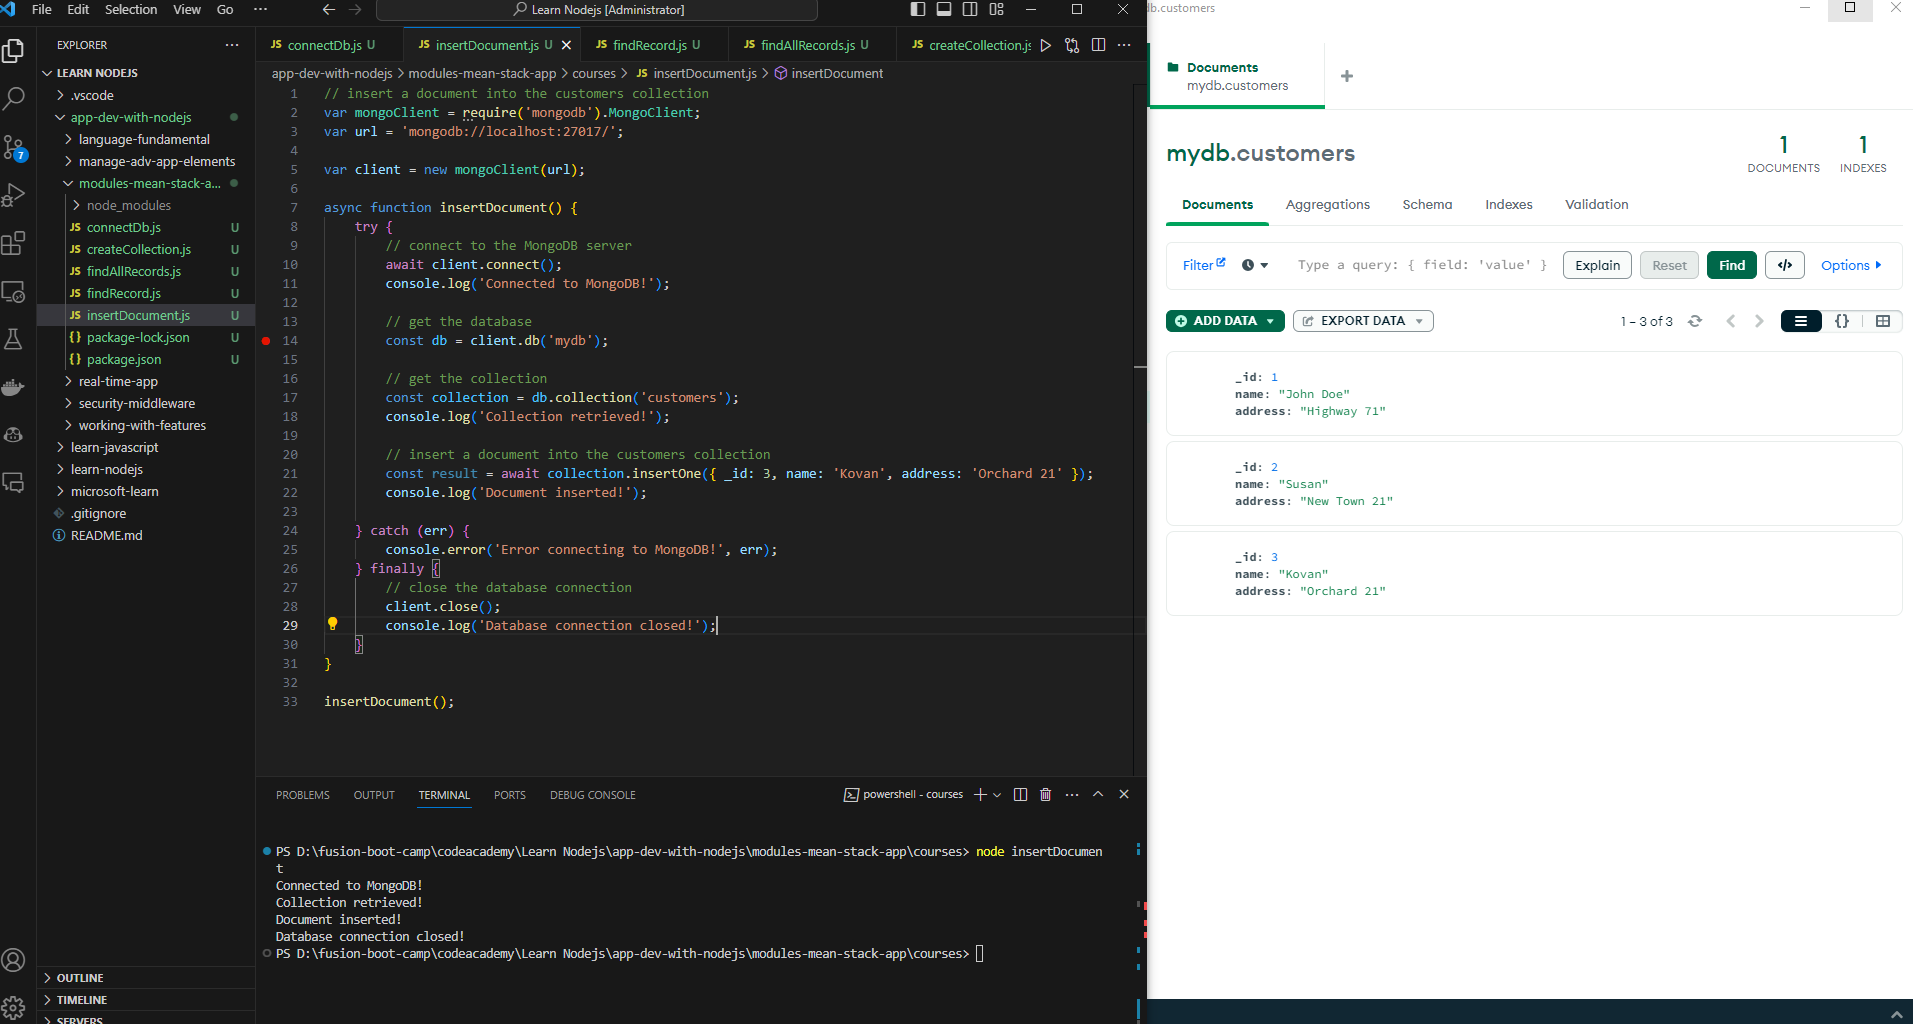 File Edit Selection View Go ··· Learn Nodejs [Administrator]
EXPLORER ···
LEARN NODEJS
.vscode
app-dev-with-nodejs
language-fundamental
manage-adv-app-elements
modules-mean-stack-a...
node_modules
JS connectDb.js U
JS createCollection.js U
JS findAllRecords.js U
JS findRecord.js U
JS insertDocument.js U
{} package-lock.json U
{} package.json U
real-time-app
security-middleware
working-with-features
learn-javascript
learn-nodejs
microsoft-learn
.gitignore
README.md
OUTLINE
TIMELINE
SERVERS
7
JS connectDb.js U JS insertDocument.js U JS findRecord.js U JS findAllRecords.js U JS createCollection.js
app-dev-with-nodejs > modules-mean-stack-app > courses > JS insertDocument.js > insertDocument
1 // insert a document into the customers collection
2 var mongoClient = require('mongodb').MongoClient;
3 var url = 'mongodb://localhost:27017/';
4
5 var client = new mongoClient(url);
6
7 async function insertDocument() {
8 try {
9 // connect to the MongoDB server
10 await client.connect();
11 console.log('Connected to MongoDB!');
12
13 // get the database
14 const db = client.db('mydb');
15
16 // get the collection
17 const collection = db.collection('customers');
18 console.log('Collection retrieved!');
19
20 // insert a document into the customers collection
21 const result = await collection.insertOne({ _id: 3, name: 'Kovan', address: 'Orchard 21' });
22 console.log('Document inserted!');
23
24 } catch (err) {
25 console.error('Error connecting to MongoDB!', err);
26 } finally {
27 // close the database connection
28 client.close();
29 console.log('Database connection closed!');
30 }
31 }
32
33 insertDocument();
PROBLEMS OUTPUT TERMINAL PORTS DEBUG CONSOLE powershell - courses
PS D:\fusion-boot-camp\codeacademy\Learn Nodejs\app-dev-with-nodejs\modules-mean-stack-app\courses> node insertDocumen
t
Connected to MongoDB!
Collection retrieved!
Document inserted!
Database connection closed!
PS D:\fusion-boot-camp\codeacademy\Learn Nodejs\app-dev-with-nodejs\modules-mean-stack-app\courses>
db.customers
Documents
mydb.customers
mydb.customers
1 1
DOCUMENTS INDEXES
Documents Aggregations Schema Indexes Validation
Filter Type a query: { field: 'value' } Explain Reset Find </> Options
ADD DATA EXPORT DATA 1 – 3 of 3 {}
_id: 1
name: "John Doe"
address: "Highway 71"
_id: 2
name: "Susan"
address: "New Town 21"
_id: 3
name: "Kovan"
address: "Orchard 21"